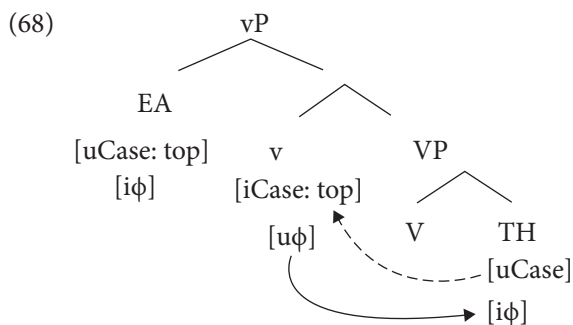 (68) vP
EA
[uCase: top] v VP
[iϕ] [iCase: top]
[uϕ] V TH
[uCase]
[iϕ]